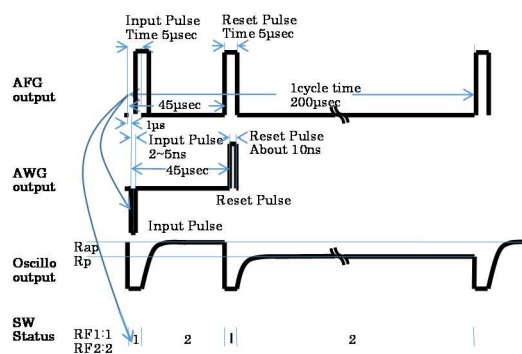 Input Pulse
Time 5μsec
Reset Pulse
Time 5μsec
AFG
output
45μsec
1cycle time
200μsec
1μs
Input Pulse
2~5ns
Reset Pulse
About 10ns
AWG
output
45μsec
Reset Pulse
Input Pulse
Rap
Rp
Oscillo
output
SW
Status
RF1:1
RF2:2
1
2
1
2